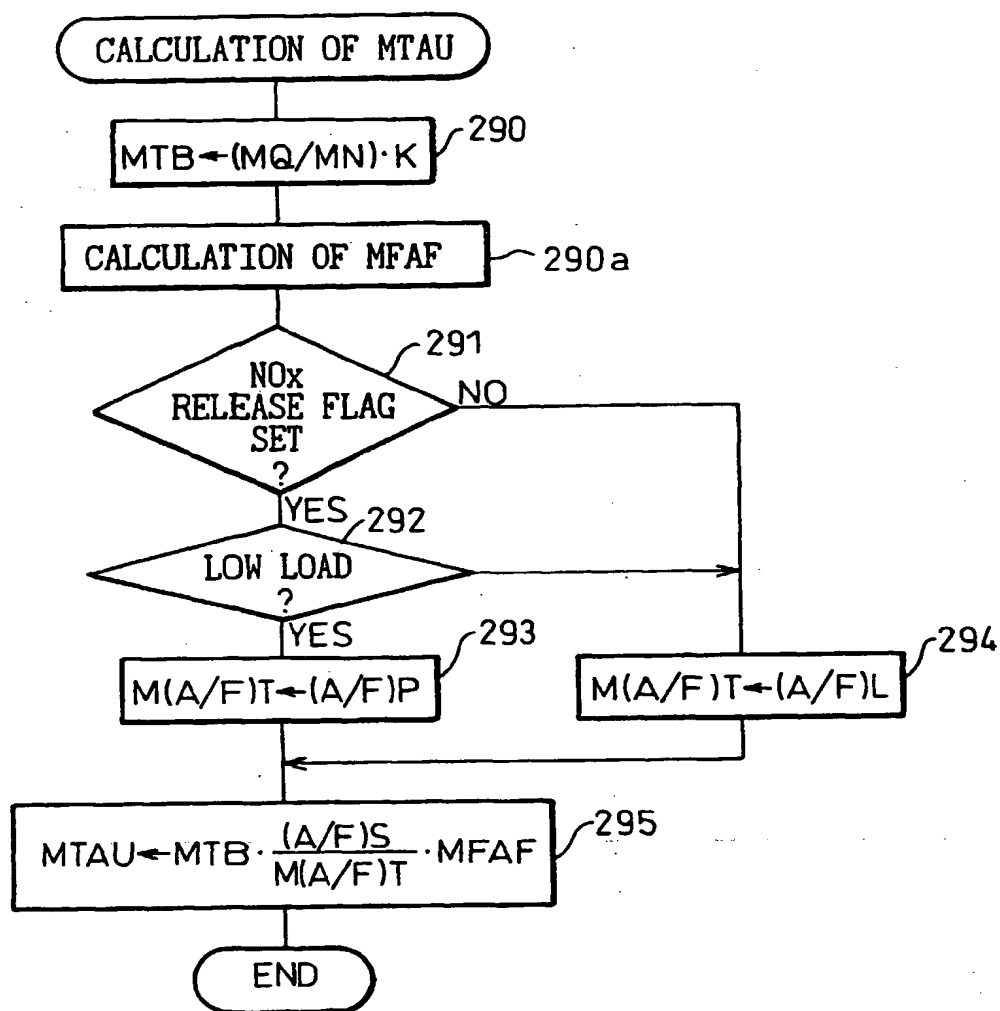 CALCULATION OF MTAU
MTB←(MQ/MN)·K
290
CALCULATION OF MFAF
290a
291
NOx
RELEASE FLAG
SET
?
NO
YES
292
LOW LOAD
?
YES
293
M(A/F)T←(A/F)P
294
M(A/F)T←(A/F)L
295
MTAU←MTB·(A/F)S/M(A/F)T·MFAF
END